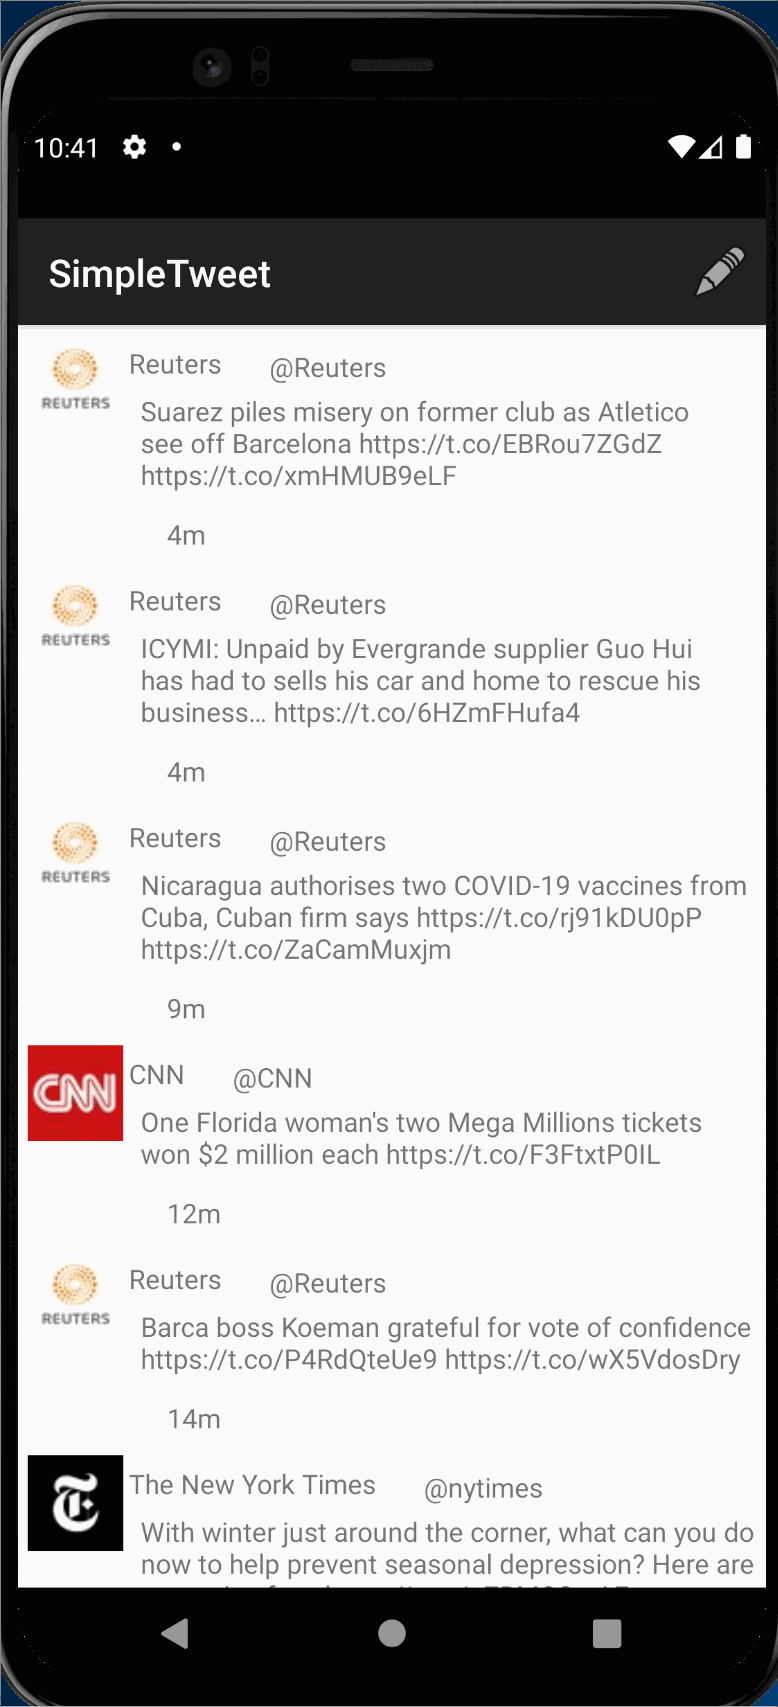 10:41
SimpleTweet
REUTERS
Reuters @Reuters
Suarez piles misery on former club as Atletico
see off Barcelona https://t.co/EBRou7ZGdZ
https://t.co/xmHMUB9eLF
4m
REUTERS
Reuters @Reuters
ICYMI: Unpaid by Evergrande supplier Guo Hui
has had to sells his car and home to rescue his
business… https://t.co/6HZmFHufa4
4m
REUTERS
Reuters @Reuters
Nicaragua authorises two COVID-19 vaccines from
Cuba, Cuban firm says https://t.co/rj91kDU0pP
https://t.co/ZaCamMuxjm
9m
CNN
CNN @CNN
One Florida woman's two Mega Millions tickets
won $2 million each https://t.co/F3FtxtP0IL
12m
REUTERS
Reuters @Reuters
Barca boss Koeman grateful for vote of confidence
https://t.co/P4RdQteUe9 https://t.co/wX5VdosDry
14m
T
The New York Times @nytimes
With winter just around the corner, what can you do
now to help prevent seasonal depression? Here are